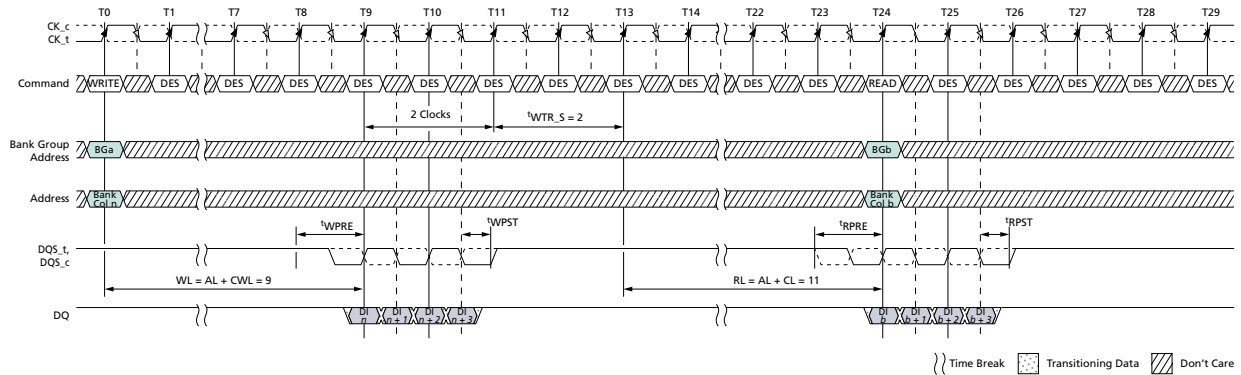 T0 T1 T7 T8 T9 T10 T11 T12 T13 T14 T22 T23 T24 T25 T26 T27 T28 T29
CK_c
CK_t
Command WRITE DES DES DES DES DES DES DES DES DES DES DES READ DES DES DES DES DES
2 Clocks tWTR_S = 2
Bank Group
Address BGa BGb
Address Bank
Col n Bank
Col b
tWPRE tWPST tRPRE tRPST
DQS_t,
DQS_c
WL = AL + CWL = 9 RL = AL + CL = 11
DQ DI
n DI
n + 1 DI
n + 2 DI
n + 3 DI
b DI
b + 1 DI
b + 2 DI
b + 3
Time Break Transitioning Data Don't Care